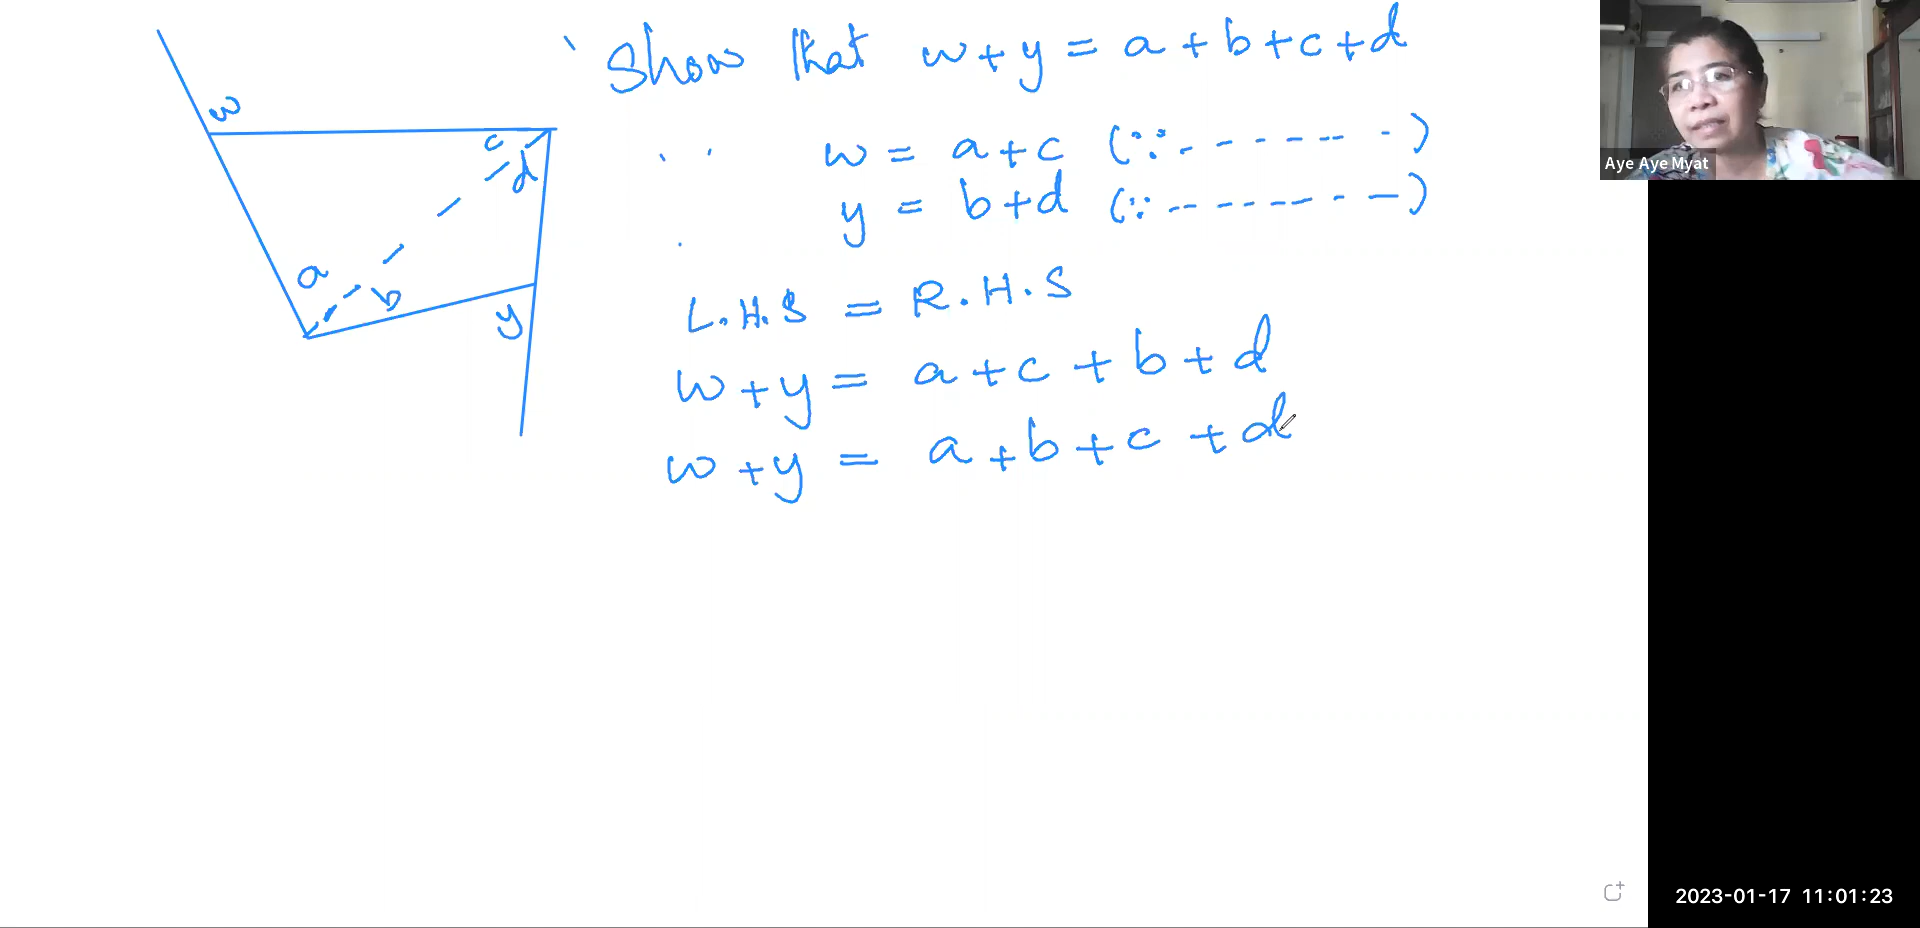 Show that w+y = a+b+c+d
w = a+c (∵ - - - - - - -)
y = b+d (∵ - - - - - - -)
L.H.S = R.H.S
w+y = a+c+b+d
w+y = a+b+c+d
w
c
d
a
b
y
Aye Aye Myat
2023-01-17 11:01:23